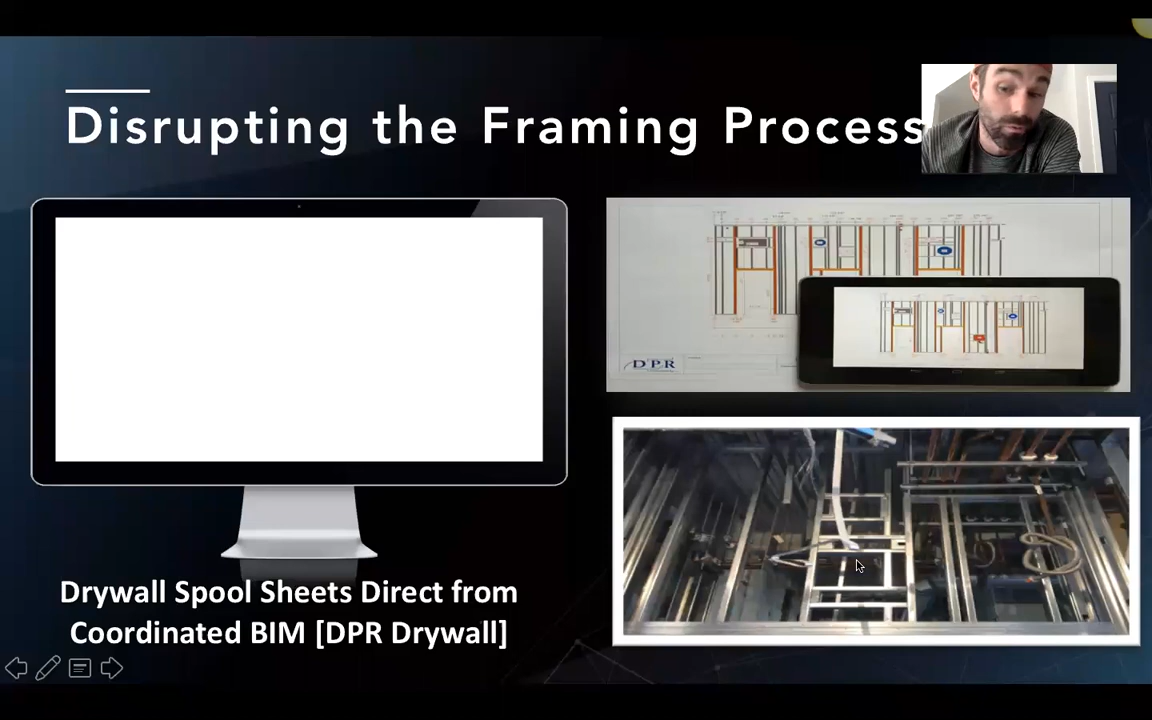 Disrupting the Framing Process
DPR
Drywall Spool Sheets Direct from
Coordinated BIM [DPR Drywall]